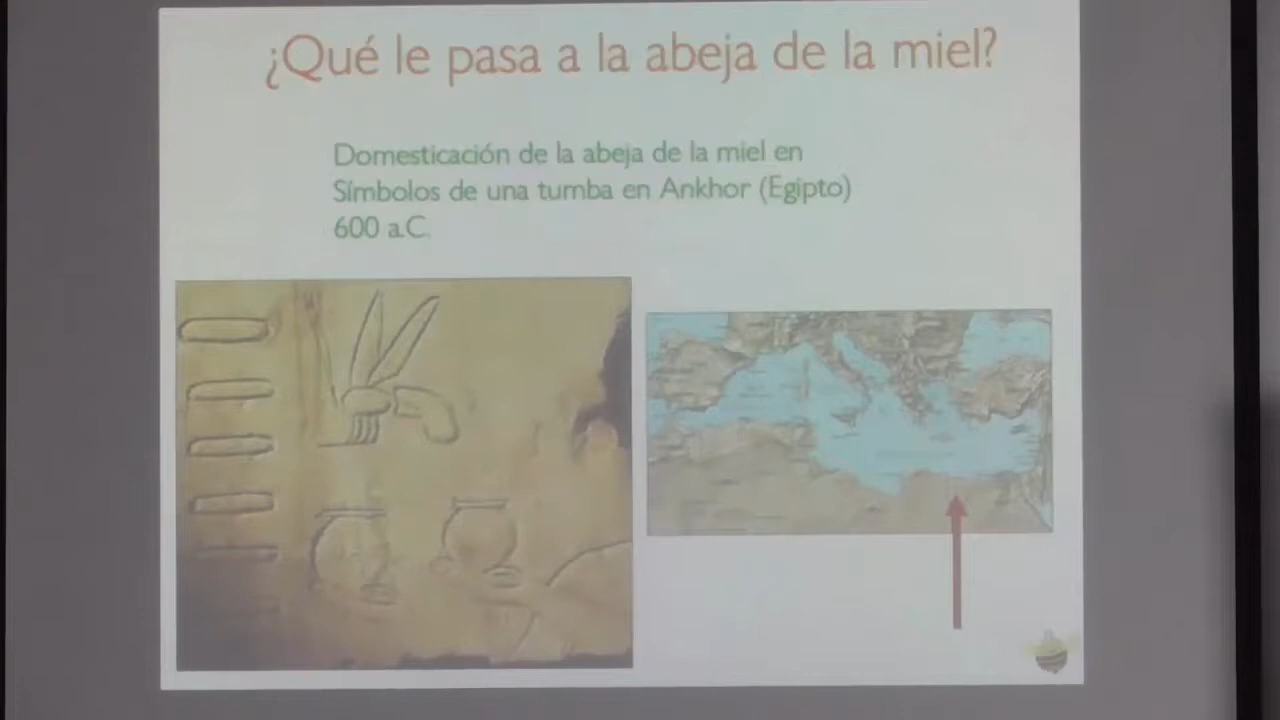 ¿Qué le pasa a la abeja de la miel?
Domesticación de la abeja de la miel en
Símbolos de una tumba en Ankhor (Egipto)
600 a.C.